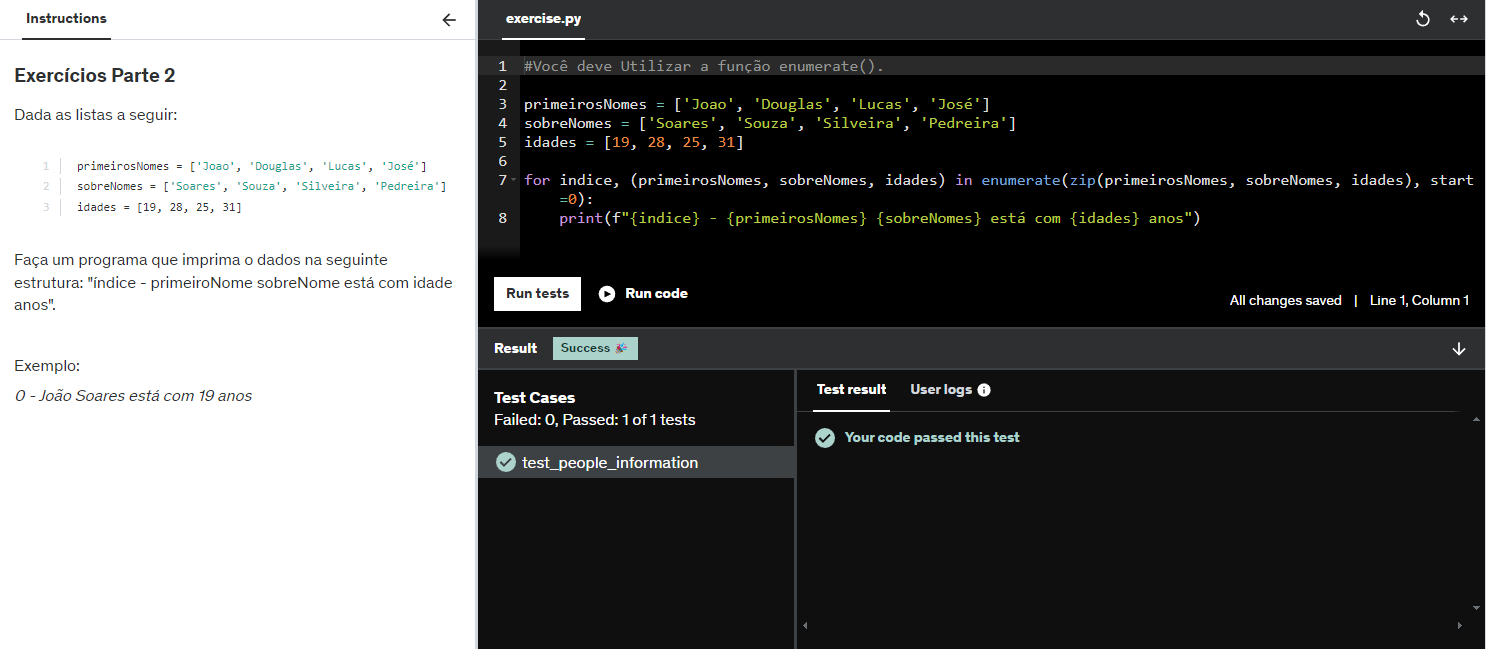 Instructions
Exercícios Parte 2
Dada as listas a seguir:
1 primeirosNomes = ['Joao', 'Douglas', 'Lucas', 'José']
2 sobreNomes = ['Soares', 'Souza', 'Silveira', 'Pedreira']
3 idades = [19, 28, 25, 31]
Faça um programa que imprima o dados na seguinte
estrutura: "índice - primeiroNome sobreNome está com idade
anos".
Exemplo:
0 - João Soares está com 19 anos
exercise.py
1 #Você deve Utilizar a função enumerate().
2
3 primeirosNomes = ['Joao', 'Douglas', 'Lucas', 'José']
4 sobreNomes = ['Soares', 'Souza', 'Silveira', 'Pedreira']
5 idades = [19, 28, 25, 31]
6
7 for indice, (primeirosNomes, sobreNomes, idades) in enumerate(zip(primeirosNomes, sobreNomes, idades), start
=0):
8 print(f"{indice} - {primeirosNomes} {sobreNomes} está com {idades} anos")
Run tests Run code
All changes saved | Line 1, Column 1
Result Success 🎉
Test Cases
Failed: 0, Passed: 1 of 1 tests
test_people_information
Test result User logs
Your code passed this test